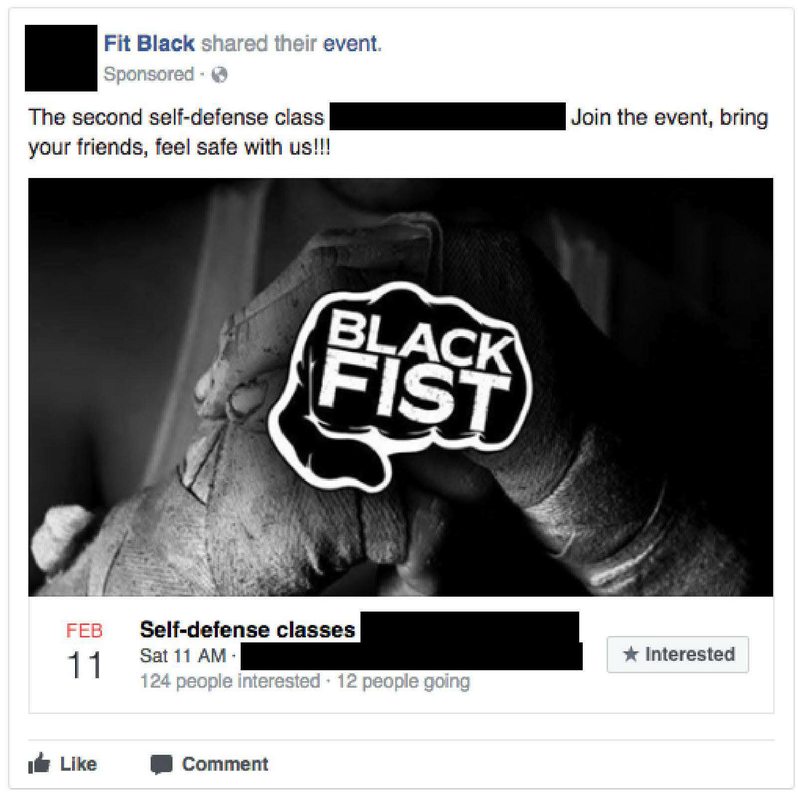 Fit Black shared their event.
Sponsored ·
The second self-defense class Join the event, bring
your friends, feel safe with us!!!
BLACK
FIST
FEB
11
Self-defense classes
Sat 11 AM ·
124 people interested · 12 people going
★ Interested
Like Comment